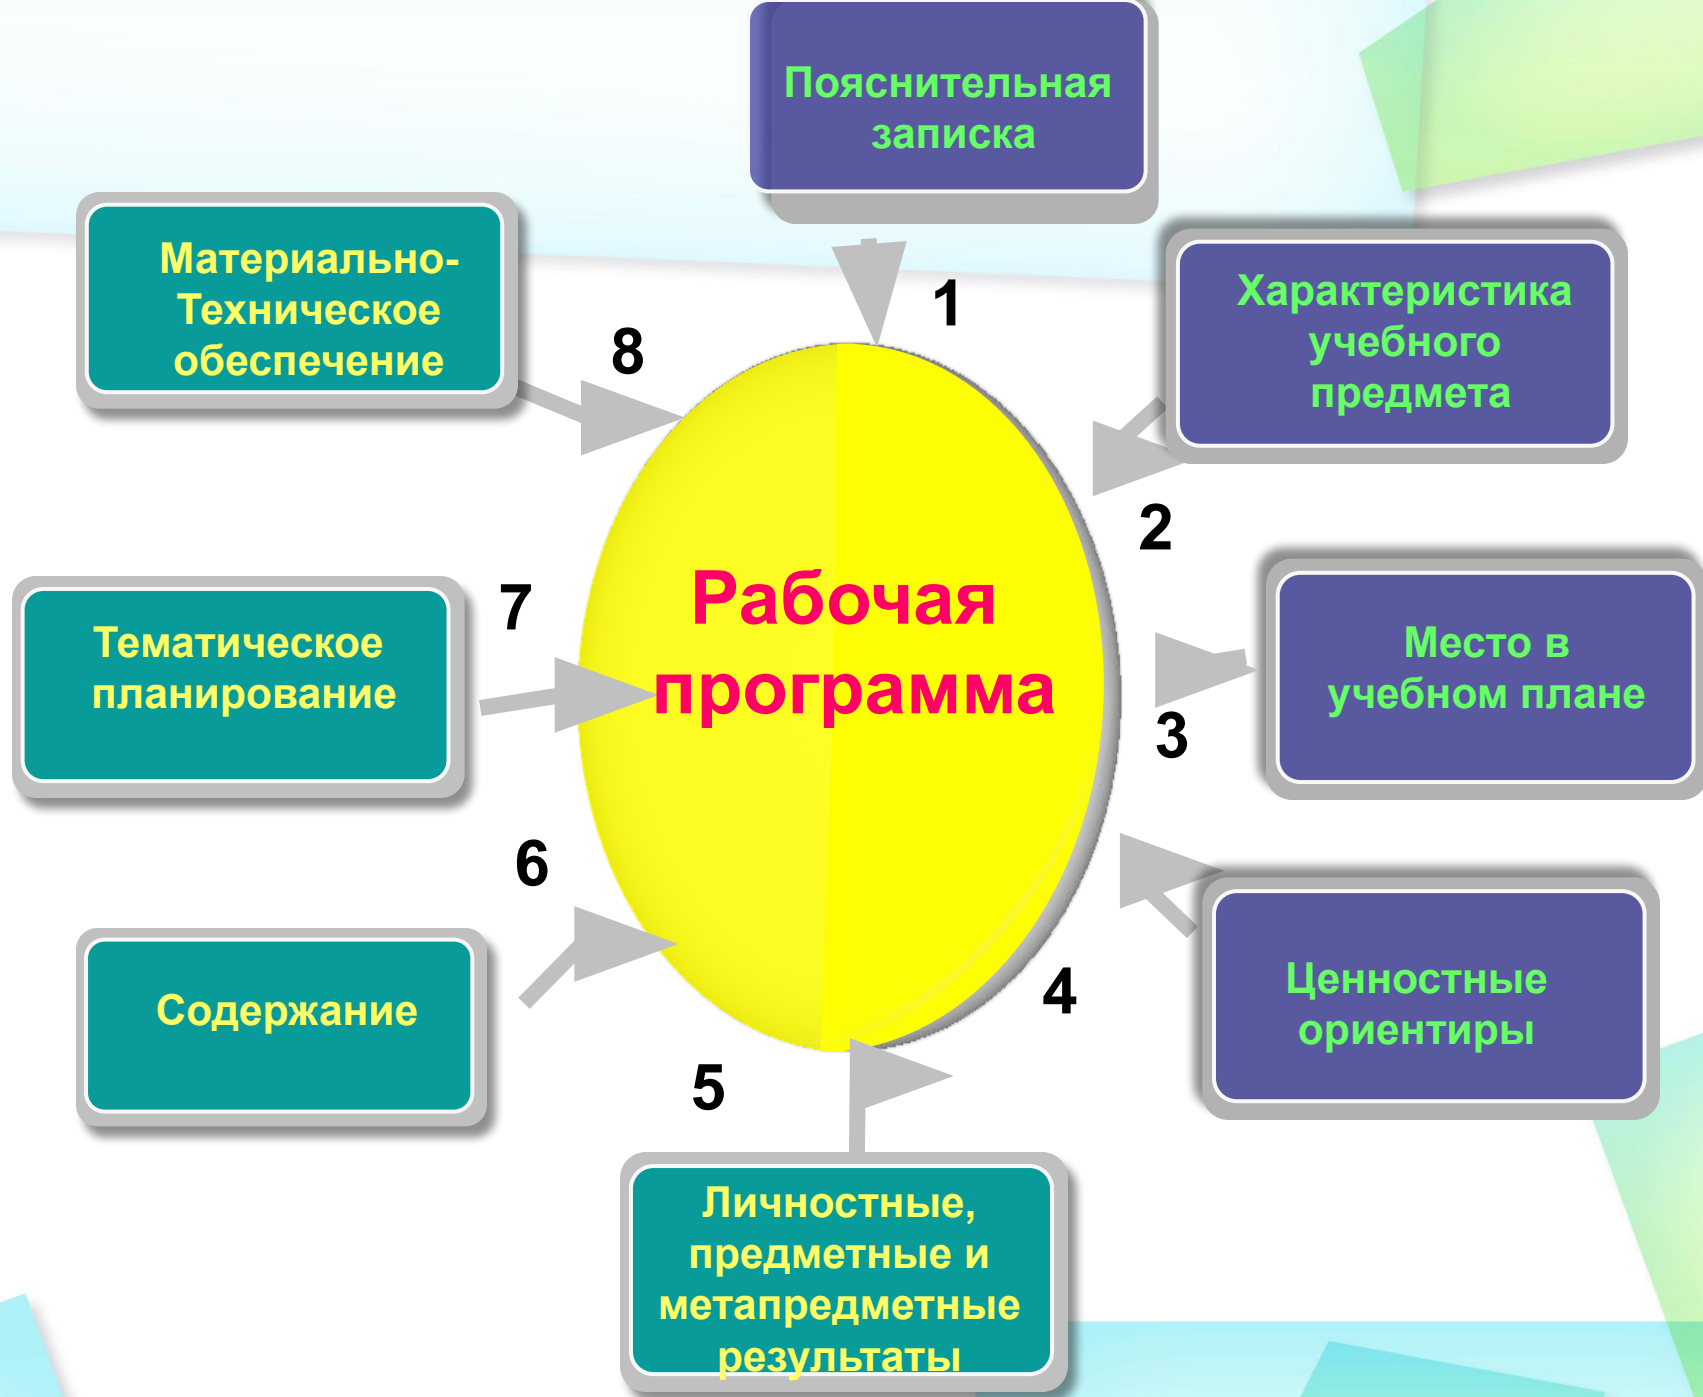 Пояснительная
записка
1
Характеристика
учебного
предмета
2
Место в
учебном плане
3
Ценностные
ориентиры
4
Личностные,
предметные и
метапредметные
результаты
5
Содержание
6
Тематическое
планирование
7
Материально-
Техническое
обеспечение
8
Рабочая
программа